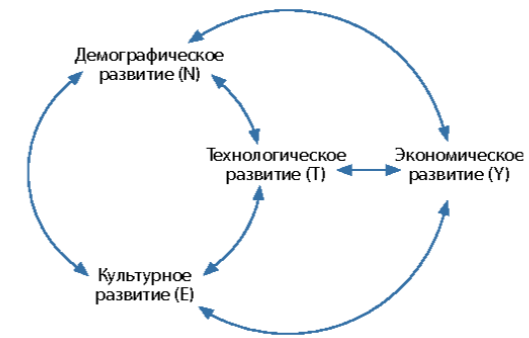 Демографическое
развитие (N)
Технологическое
развитие (T)
Экономическое
развитие (Y)
Культурное
развитие (E)